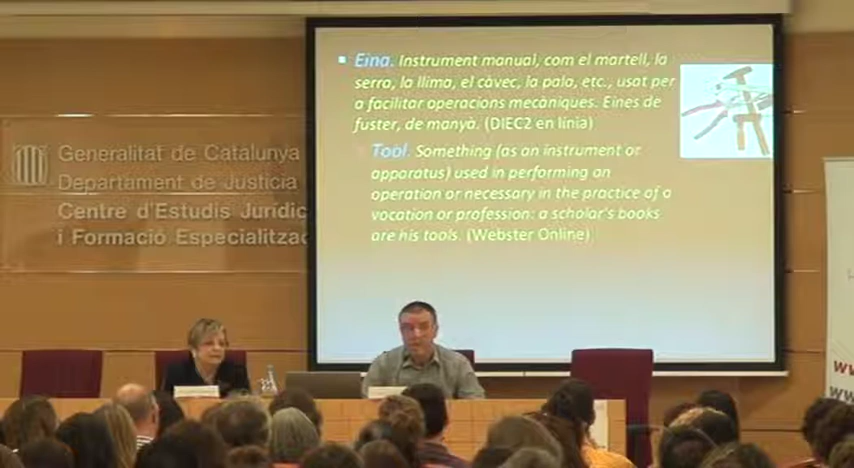 Generalitat de Catalunya
Departament de Justícia
Centre d'Estudis Jurídic
i Formació Especialitzac
Eina. Instrument manual, com el martell, la
serra, la llima, el càvec, la pala, etc., usat per
a facilitar operacions mecàniques. Eines de
fuster, de manyà. (DIEC2 en línia)
Tool. Something (as an instrument or
apparatus) used in performing an
operation or necessary in the practice of a
vocation or profession: a scholar's books
are his tools. (Webster Online)